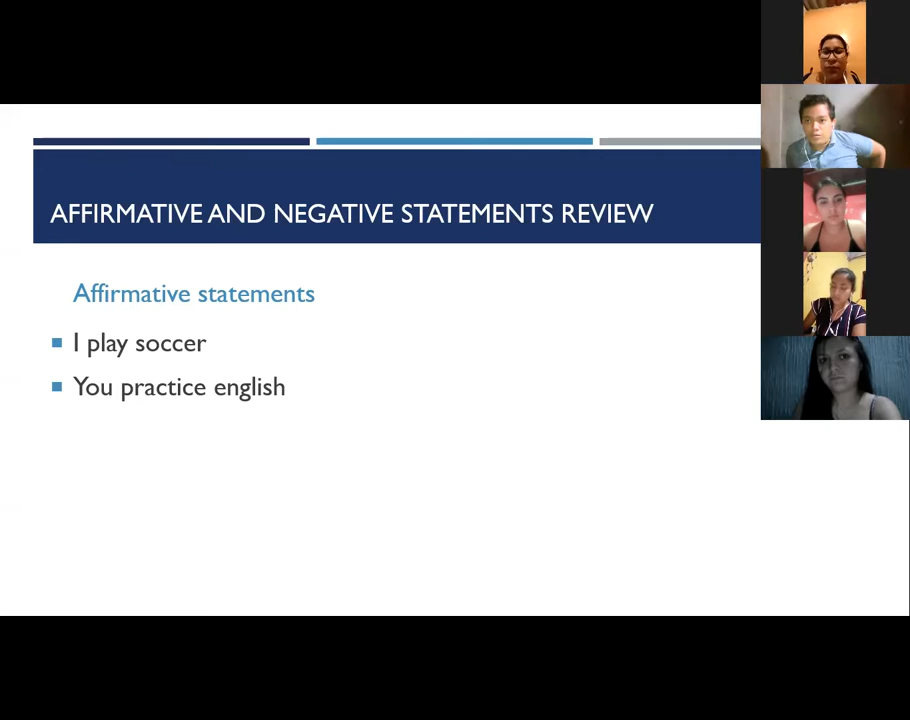 AFFIRMATIVE AND NEGATIVE STATEMENTS REVIEW
Affirmative statements
I play soccer
You practice english